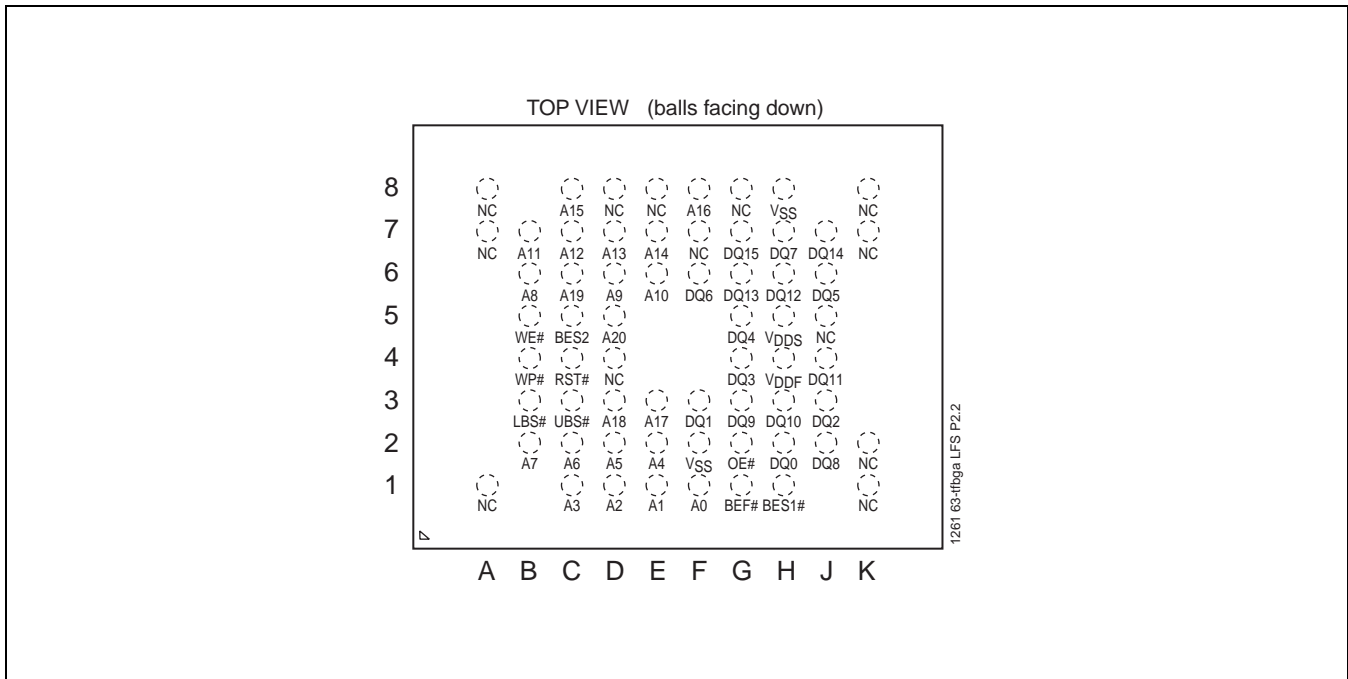 TOP VIEW (balls facing down)
8
NC A15 NC NC A16 NC VSS NC
7
NC A11 A12 A13 A14 NC DQ15 DQ7 DQ14 NC
6
A8 A19 A9 A10 DQ6 DQ13 DQ12 DQ5
5
WE# BES2 A20 DQ4 VDDS NC
4
WP# RST# NC DQ3 VDDF DQ11
3
LBS# UBS# A18 A17 DQ1 DQ9 DQ10 DQ2
2
A7 A6 A5 A4 VSS OE# DQ0 DQ8 NC
1
NC A3 A2 A1 A0 BEF# BES1# NC
A B C D E F G H J K
1261 63-tfbga LFS P2.2